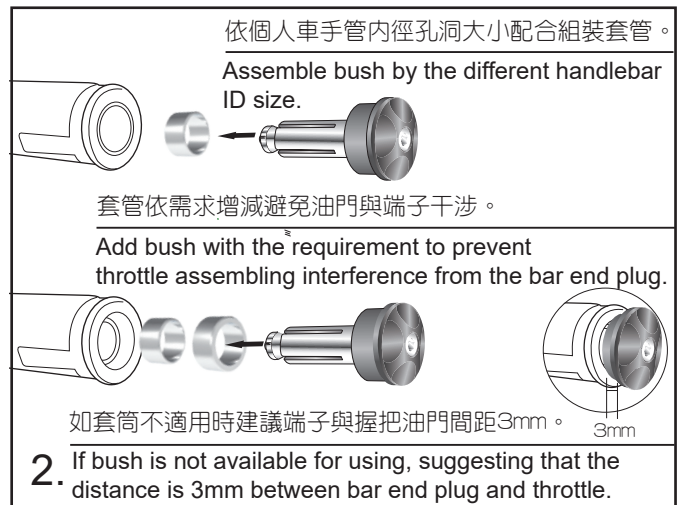 依個人車手管內徑孔洞大小配合組裝套管。
Assemble bush by the different handlebar
ID size.
套管依需求增減避免油門與端子干涉。
Add bush with the requirement to prevent
throttle assembling interference from the bar end plug.
如套筒不適用時建議端子與握把油門間距3mm。
3mm
2. If bush is not available for using, suggesting that the
distance is 3mm between bar end plug and throttle.